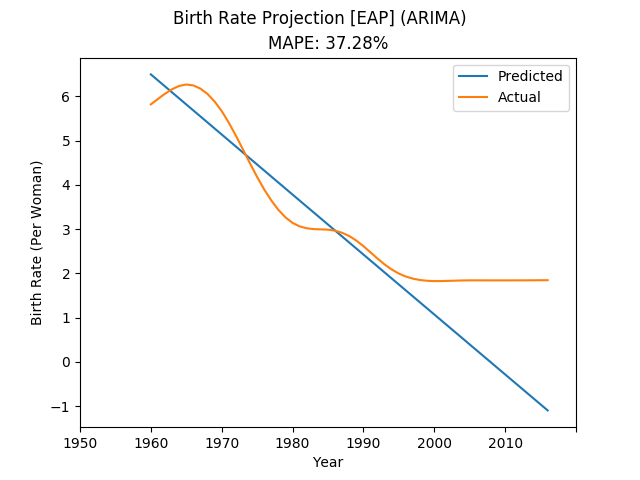 Birth Rate Projection [EAP] (ARIMA)
MAPE: 37.28%
Predicted
Actual
Birth Rate (Per Woman)
6
5
4
3
2
1
0
−1
1950 1960 1970 1980 1990 2000 2010
Year